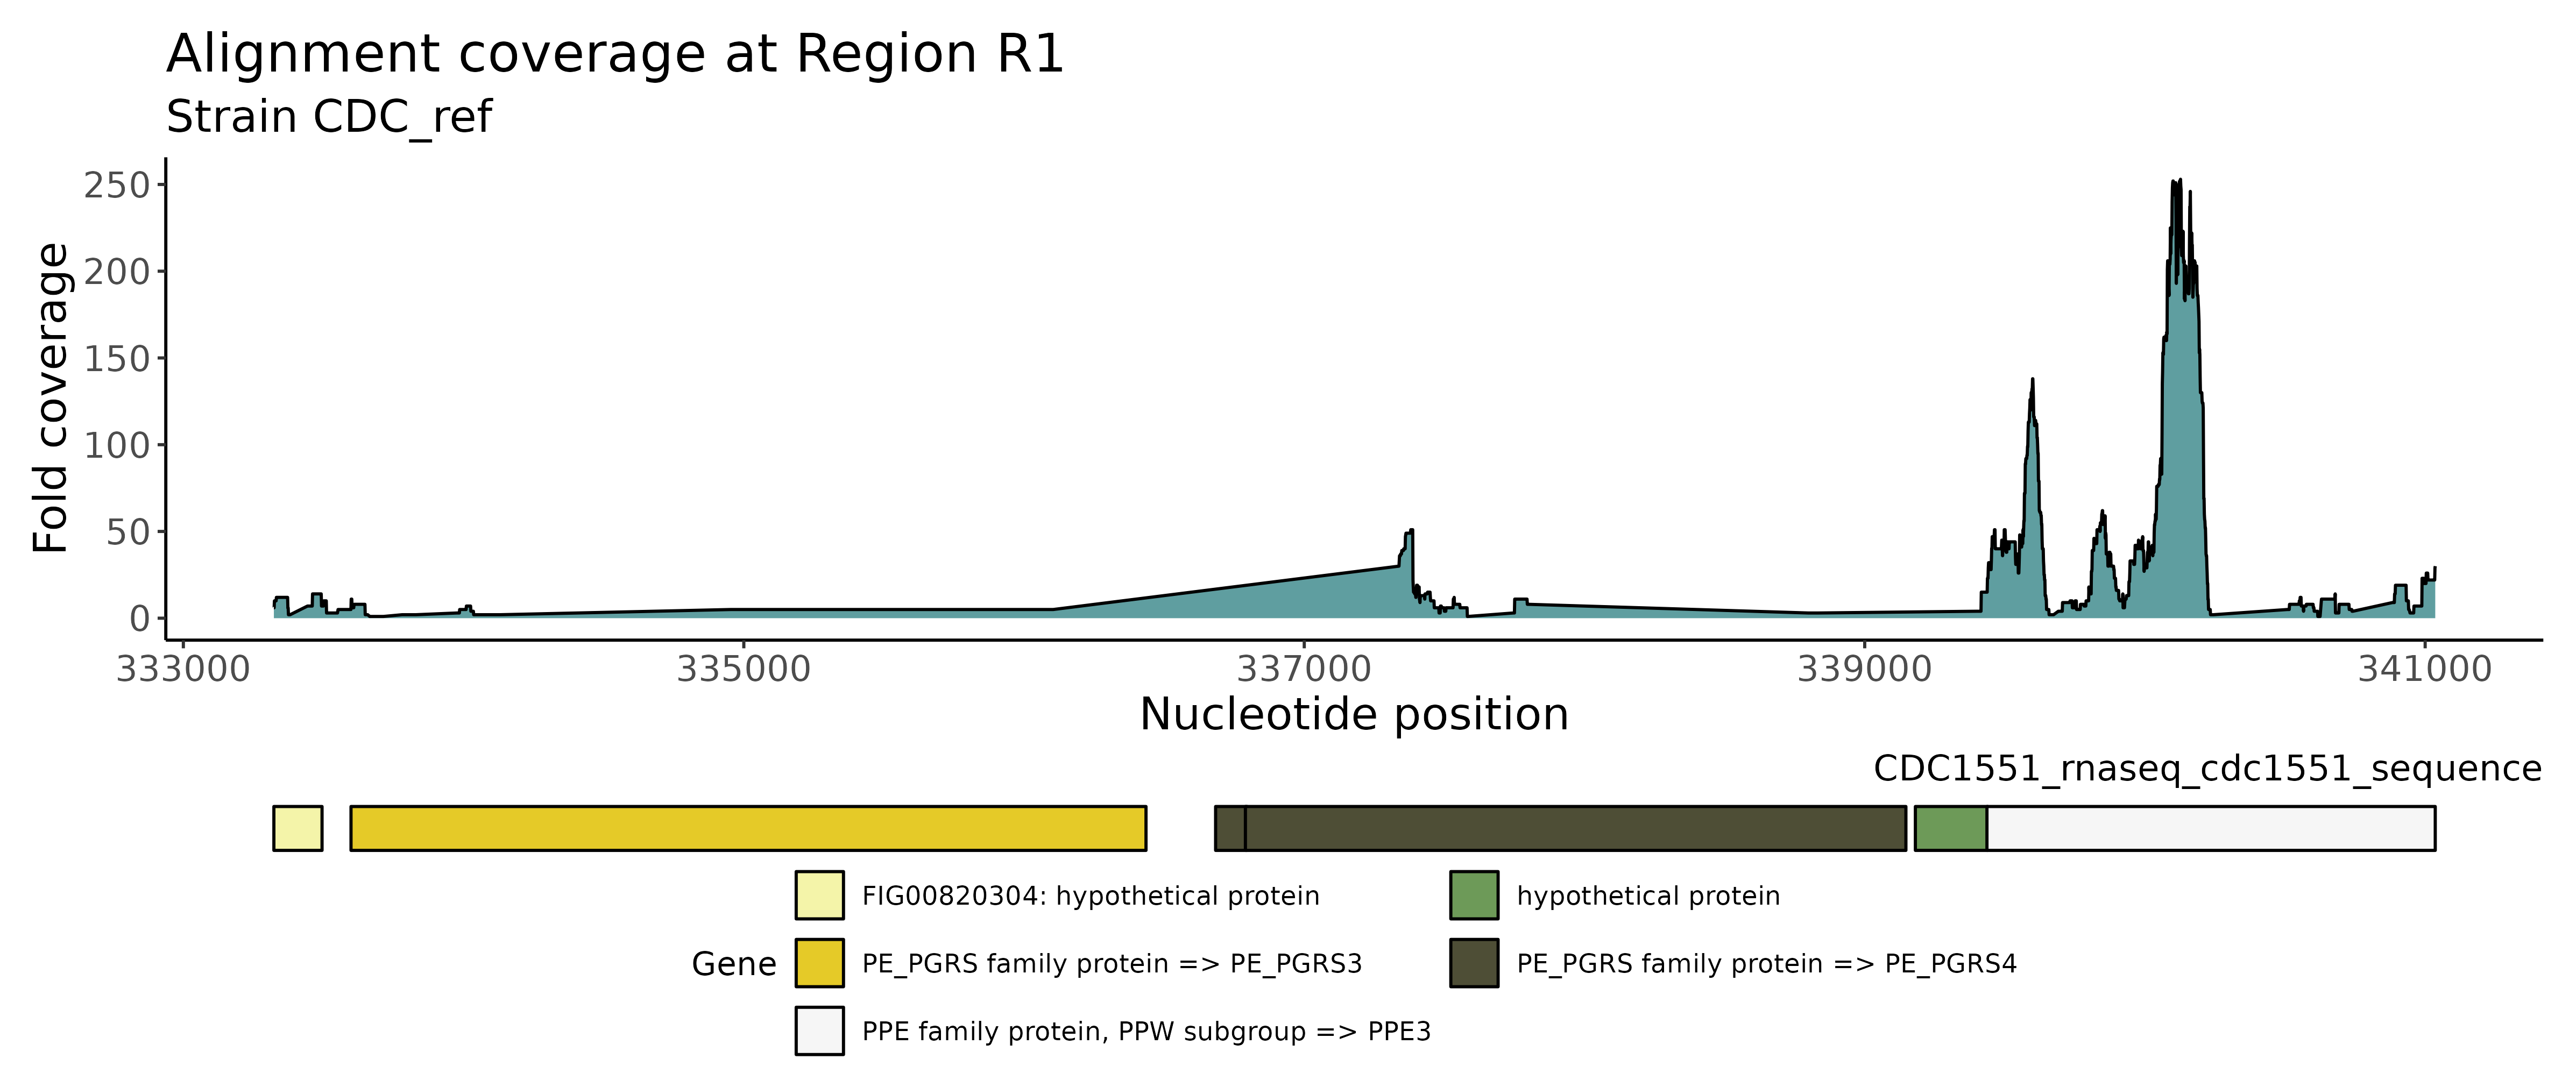 Alignment coverage at Region R1
Strain CDC_ref
Fold coverage
250
200
150
100
50
0
333000 335000 337000 339000 341000
Nucleotide position
CDC1551_rnaseq_cdc1551_sequence
Gene
FIG00820304: hypothetical protein
PE_PGRS family protein => PE_PGRS3
PPE family protein, PPW subgroup => PPE3
hypothetical protein
PE_PGRS family protein => PE_PGRS4